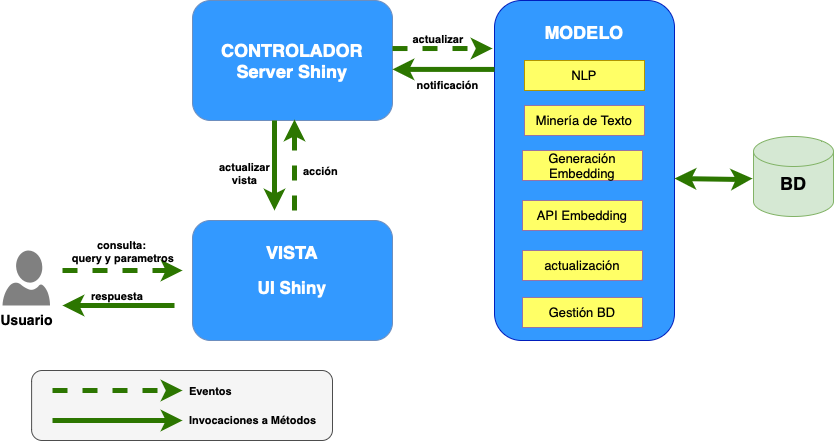 CONTROLADOR
Server Shiny
actualizar
notificación
MODELO
NLP
Minería de Texto
Generación
Embedding
API Embedding
actualización
Gestión BD
BD
actualizar
vista
acción
VISTA
UI Shiny
consulta:
query y parametros
respuesta
Usuario
Eventos
Invocaciones a Métodos